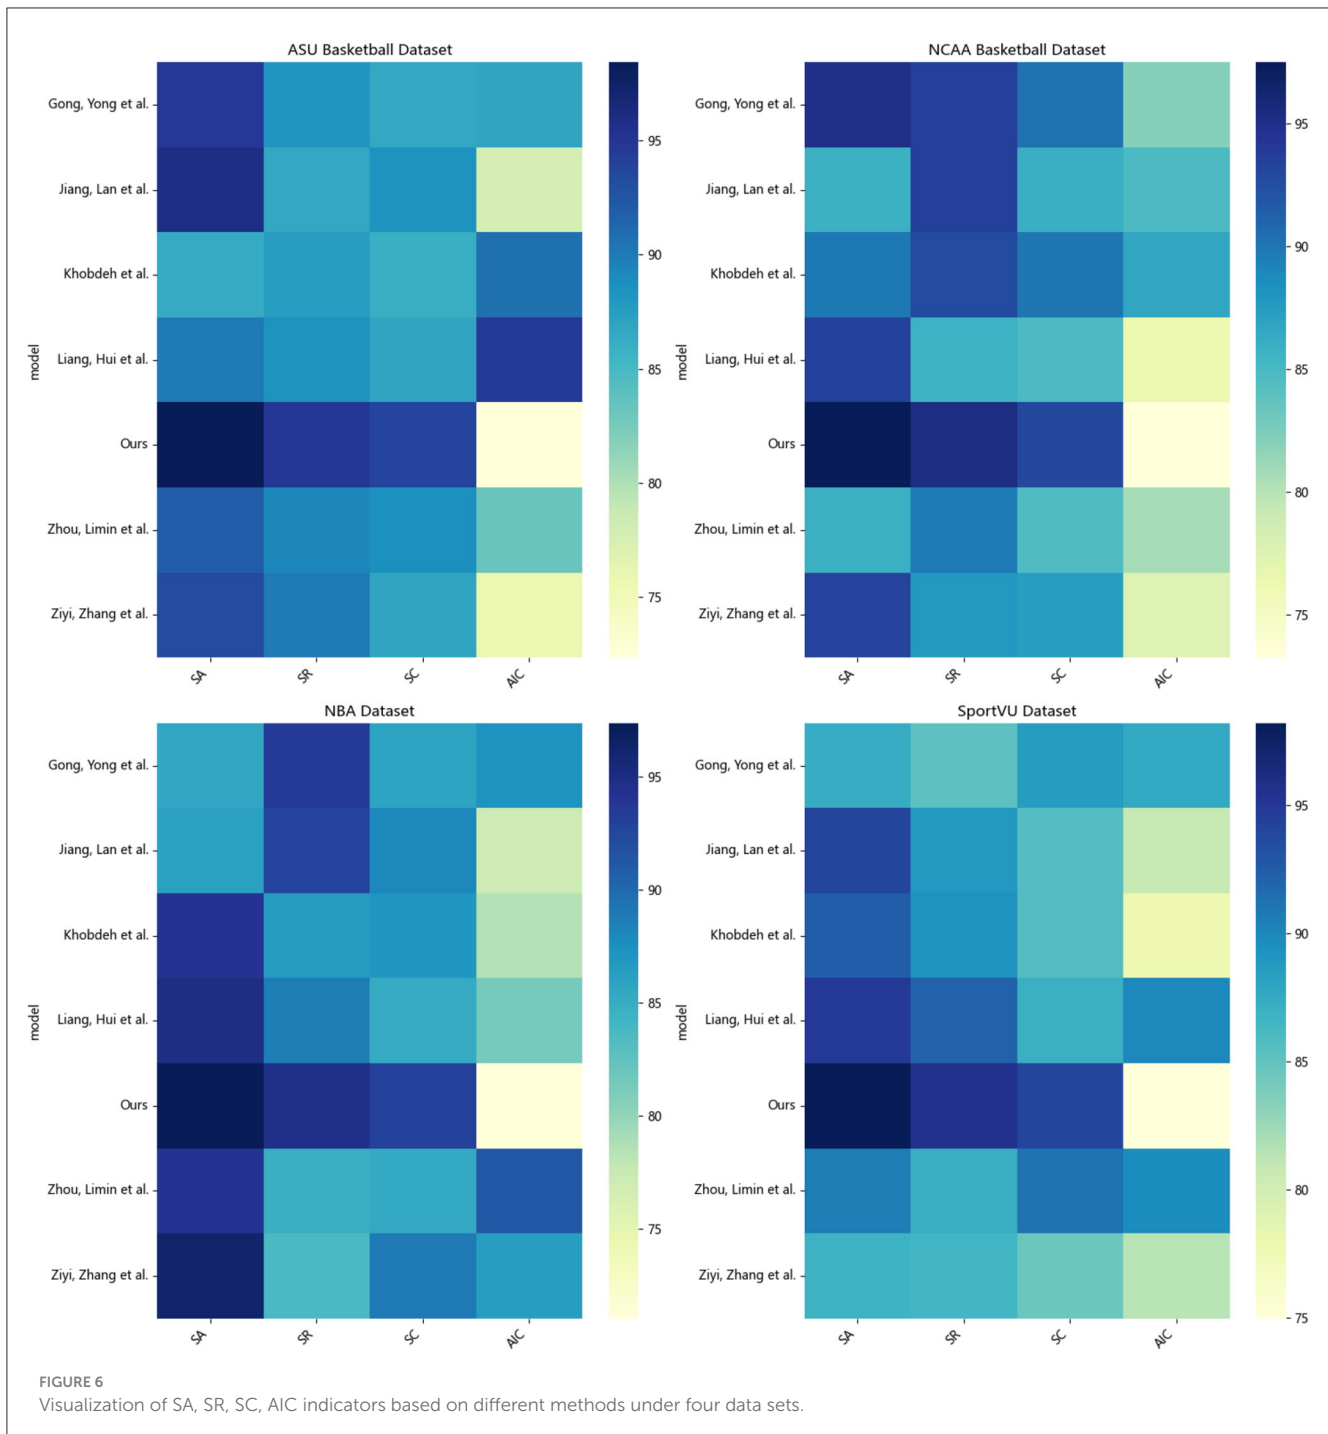 ASU Basketball Dataset
Gong, Yong et al.
Jiang, Lan et al.
Khobdeh et al.
Liang, Hui et al.
Ours
Zhou, Limin et al.
Ziyi, Zhang et al.
model
SA
SR
SC
AIC
95
90
85
80
75
NCAA Basketball Dataset
Gong, Yong et al.
Jiang, Lan et al.
Khobdeh et al.
Liang, Hui et al.
Ours
Zhou, Limin et al.
Ziyi, Zhang et al.
model
SA
SR
SC
AIC
95
90
85
80
75
NBA Dataset
Gong, Yong et al.
Jiang, Lan et al.
Khobdeh et al.
Liang, Hui et al.
Ours
Zhou, Limin et al.
Ziyi, Zhang et al.
model
SA
SR
SC
AIC
95
90
85
80
75
SportVU Dataset
Gong, Yong et al.
Jiang, Lan et al.
Khobdeh et al.
Liang, Hui et al.
Ours
Zhou, Limin et al.
Ziyi, Zhang et al.
model
SA
SR
SC
AIC
95
90
85
80
75
FIGURE 6
Visualization of SA, SR, SC, AIC indicators based on different methods under four data sets.